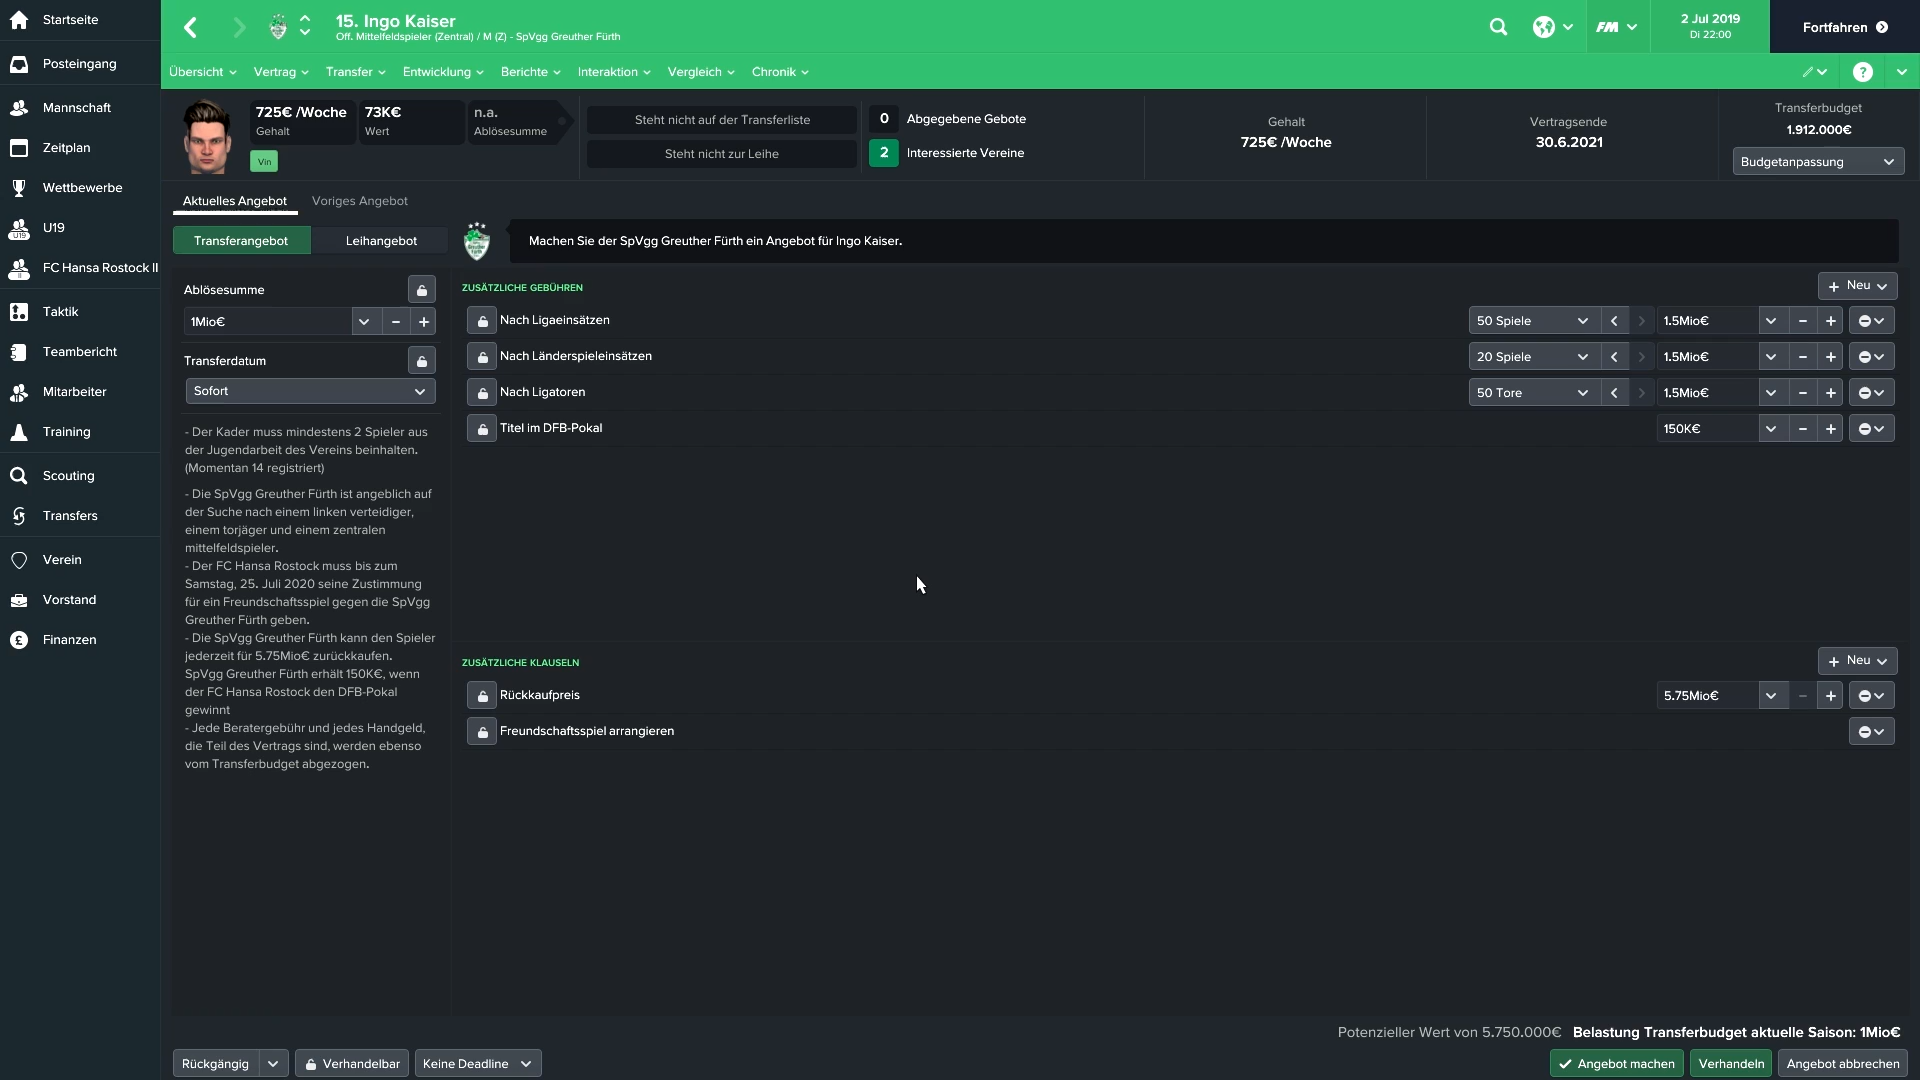 Startseite
Posteingang
Mannschaft
Zeitplan
Wettbewerbe
U19
FC Hansa Rostock II
Taktik
Teambericht
Mitarbeiter
Training
Scouting
Transfers
Verein
Vorstand
Finanzen
15. Ingo Kaiser
Off. Mittelfeldspieler (Zentral) / M (Z) - SpVgg Greuther Fürth
FM
2 Jul 2019
Di 22:00
Fortfahren
Übersicht Vertrag Transfer Entwicklung Berichte Interaktion Vergleich Chronik
?
725€ /Woche
Gehalt
73K€
Wert
n.a.
Ablösesumme
Vin
Steht nicht auf der Transferliste
Steht nicht zur Leihe
0 Abgegebene Gebote
2 Interessierte Vereine
Gehalt
725€ /Woche
Vertragsende
30.6.2021
Transferbudget
1.912.000€
Budgetanpassung
Aktuelles Angebot Voriges Angebot
Transferangebot Leihangebot
Machen Sie der SpVgg Greuther Fürth ein Angebot für Ingo Kaiser.
Ablösesumme
1Mio€
Transferdatum
Sofort
- Der Kader muss mindestens 2 Spieler aus
der Jugendarbeit des Vereins beinhalten.
(Momentan 14 registriert)
- Die SpVgg Greuther Fürth ist angeblich auf
der Suche nach einem linken verteidiger,
einem torjäger und einem zentralen
mittelfeldspieler.
- Der FC Hansa Rostock muss bis zum
Samstag, 25. Juli 2020 seine Zustimmung
für ein Freundschaftsspiel gegen die SpVgg
Greuther Fürth geben.
- Die SpVgg Greuther Fürth kann den Spieler
jederzeit für 5.75Mio€ zurückkaufen.
SpVgg Greuther Fürth erhält 150K€, wenn
der FC Hansa Rostock den DFB-Pokal
gewinnt
- Jede Beratergebühr und jedes Handgeld,
die Teil des Vertrags sind, werden ebenso
vom Transferbudget abgezogen.
ZUSÄTZLICHE GEBÜHREN
Neu
Nach Ligaeinsätzen 50 Spiele 1.5Mio€
Nach Länderspieleinsätzen 20 Spiele 1.5Mio€
Nach Ligatoren 50 Tore 1.5Mio€
Titel im DFB-Pokal 150K€
ZUSÄTZLICHE KLAUSELN
Neu
Rückkaufpreis 5.75Mio€
Freundschaftsspiel arrangieren
Potenzieller Wert von 5.750.000€ Belastung Transferbudget aktuelle Saison: 1Mio€
Rückgängig Verhandelbar Keine Deadline Angebot machen Verhandeln Angebot abbrechen